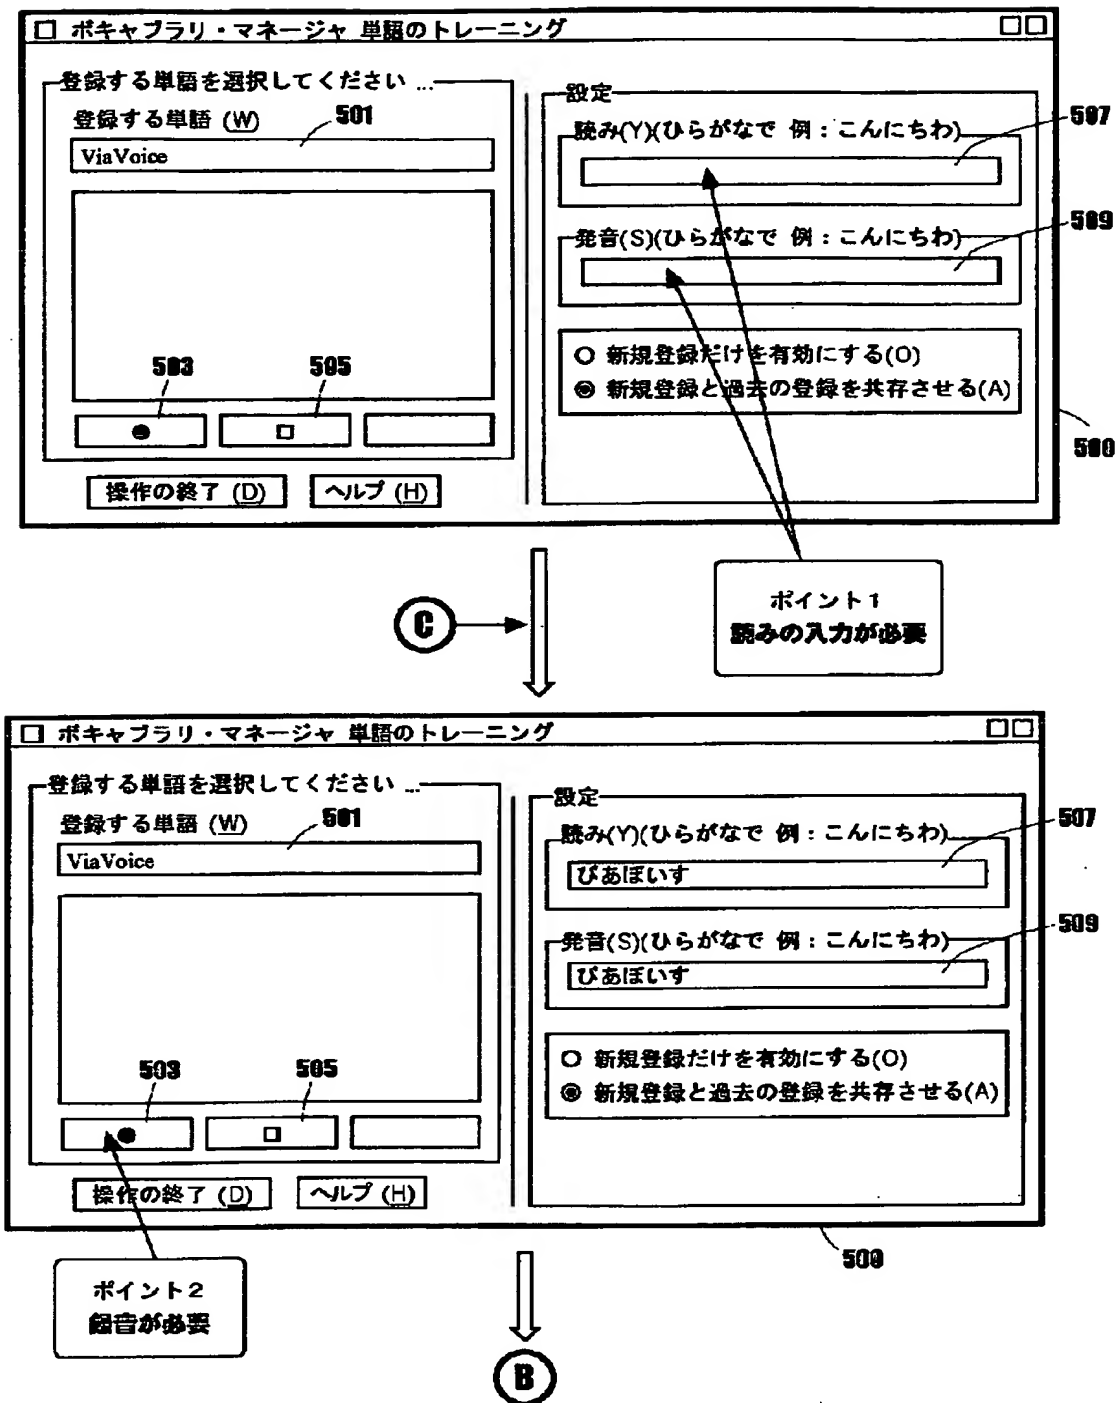 ボキャブラリ・マネージャ 単語のトレーニング
登録する単語を選択してください ...
登録する単語 (W)
501
ViaVoice
503
505
操作の終了 (D)
ヘルプ (H)
設定
読み(Y)(ひらがなで 例:こんにちわ)
507
発音(S)(ひらがなで 例:こんにちわ)
509
新規登録だけを有効にする(O)
新規登録と過去の登録を共存させる(A)
500
ポイント1
読みの入力が必要
C
ボキャブラリ・マネージャ 単語のトレーニング
登録する単語を選択してください ...
登録する単語 (W)
501
ViaVoice
503
505
操作の終了 (D)
ヘルプ (H)
設定
読み(Y)(ひらがなで 例:こんにちわ)
507
びあぼいす
発音(S)(ひらがなで 例:こんにちわ)
509
びあぼいす
新規登録だけを有効にする(O)
新規登録と過去の登録を共存させる(A)
500
ポイント2
録音が必要
B